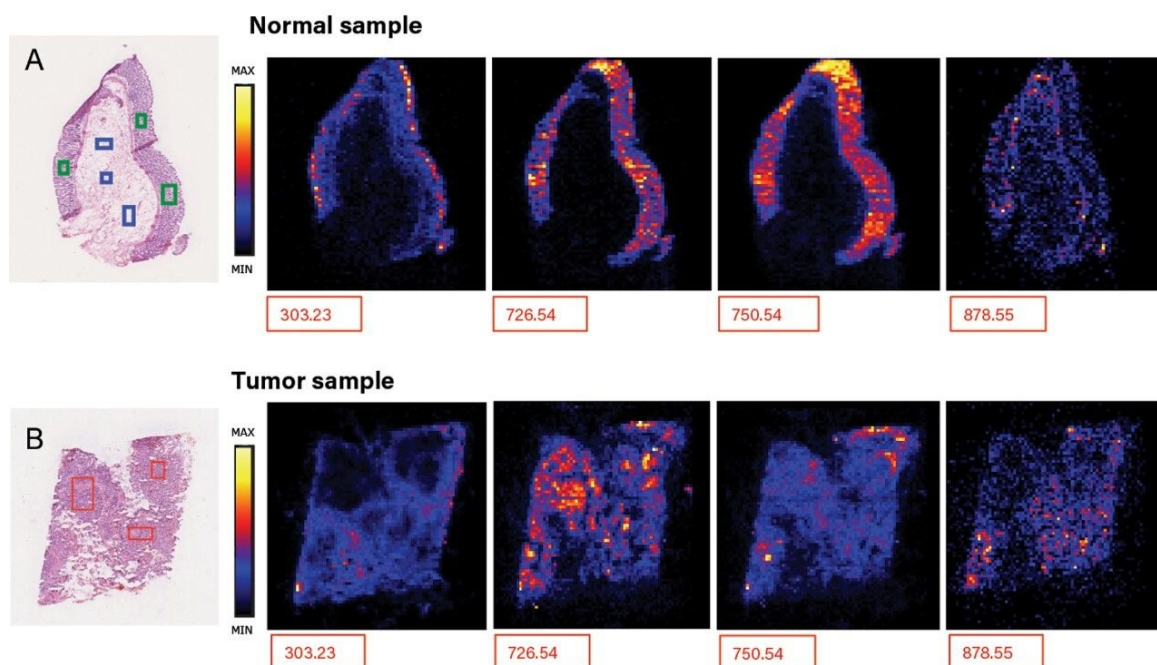 Normal sample
A
MAX
MIN
303.23
726.54
750.54
878.55
Tumor sample
B
MAX
MIN
303.23
726.54
750.54
878.55